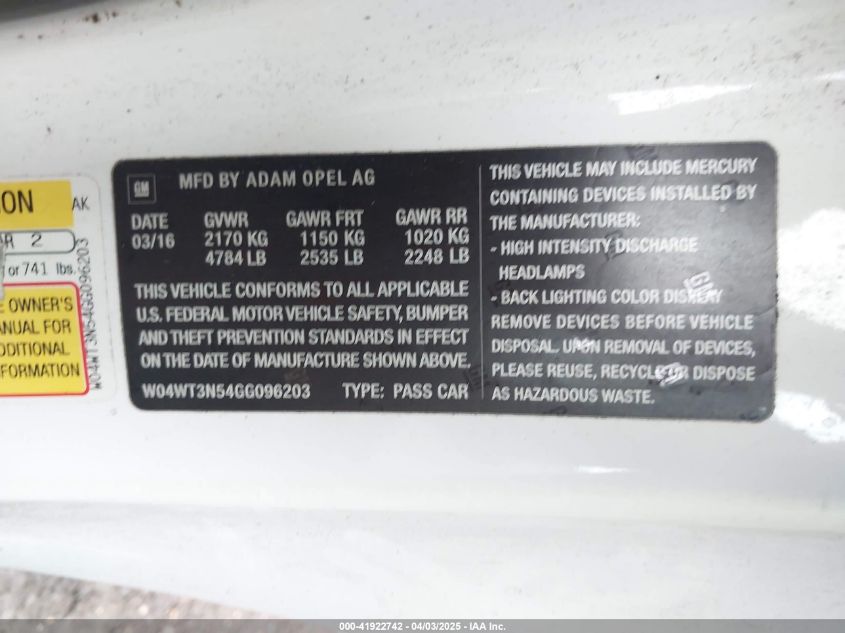 ON
AK
R 2
or 741 lbs.
E OWNER'S
ANUAL FOR
DDITIONAL
FORMATION
W04WT3N54GG096203
GM
MFD BY ADAM OPEL AG
DATE GVWR GAWR FRT GAWR RR
03/16 2170 KG 1150 KG 1020 KG
4784 LB 2535 LB 2248 LB
THIS VEHICLE CONFORMS TO ALL APPLICABLE
U.S. FEDERAL MOTOR VEHICLE SAFETY, BUMPER
AND THEFT PREVENTION STANDARDS IN EFFECT
ON THE DATE OF MANUFACTURE SHOWN ABOVE.
W04WT3N54GG096203 TYPE: PASS CAR
THIS VEHICLE MAY INCLUDE MERCURY
CONTAINING DEVICES INSTALLED BY
THE MANUFACTURER:
- HIGH INTENSITY DISCHARGE
HEADLAMPS
- BACK LIGHTING COLOR DISPLAY
REMOVE DEVICES BEFORE VEHICLE
DISPOSAL. UPON REMOVAL OF DEVICES,
PLEASE REUSE, RECYCLE OR DISPOSE
AS HAZARDOUS WASTE.
000-41922742 - 04/03/2025 - IAA Inc.